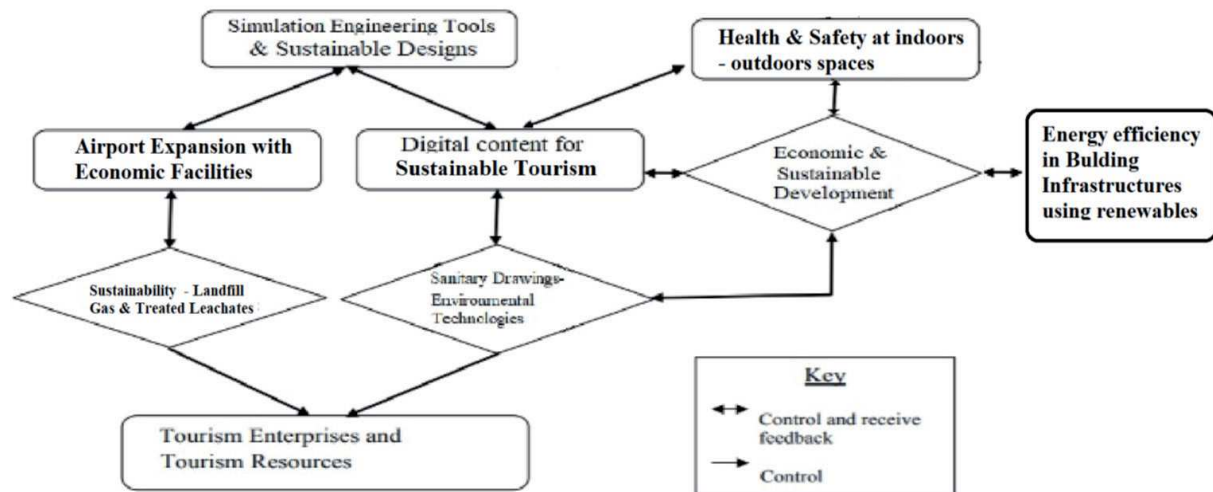 Simulation Engineering Tools
& Sustainable Designs
Health & Safety at indoors
- outdoors spaces
Airport Expansion with
Economic Facilities
Digital content for
Sustainable Tourism
Economic &
Sustainable
Development
Energy efficiency
in Bulding
Infrastructures
using renewables
Sustainability - Landfill
Gas & Treated Leachates
Sanitary Drawings-
Environmental
Technologies
Tourism Enterprises and
Tourism Resources
Key
Control and receive
feedback
Control